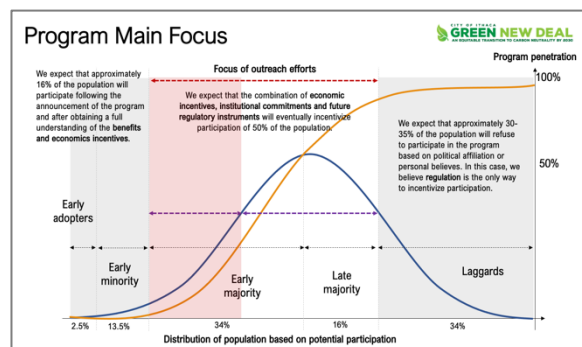 Program Main Focus
CITY OF ITHACA
GREEN NEW DEAL
AN EQUITABLE TRANSITION TO CARBON NEUTRALITY BY 2030
Program penetration
We expect that approximately
16% of the population will
participate following the
announcement of the program
and after obtaining a full
understanding of the benefits
and economics incentives.
Focus of outreach efforts
We expect that the combination of economic
incentives, institutional commitments and future
regulatory instruments will eventually incentivize
participation of 50% of the population.
100%
We expect that approximately 30-
35% of the population will refuse to
participate in the program
based on political affiliation or
personal believes. In this case, we
believe regulation is the only way
to incentivize participation.
50%
Early
adopters
Early
minority
Early
majority
Late
majority
Laggards
2.5%
13.5%
34%
16%
34%
Distribution of population based on potential participation